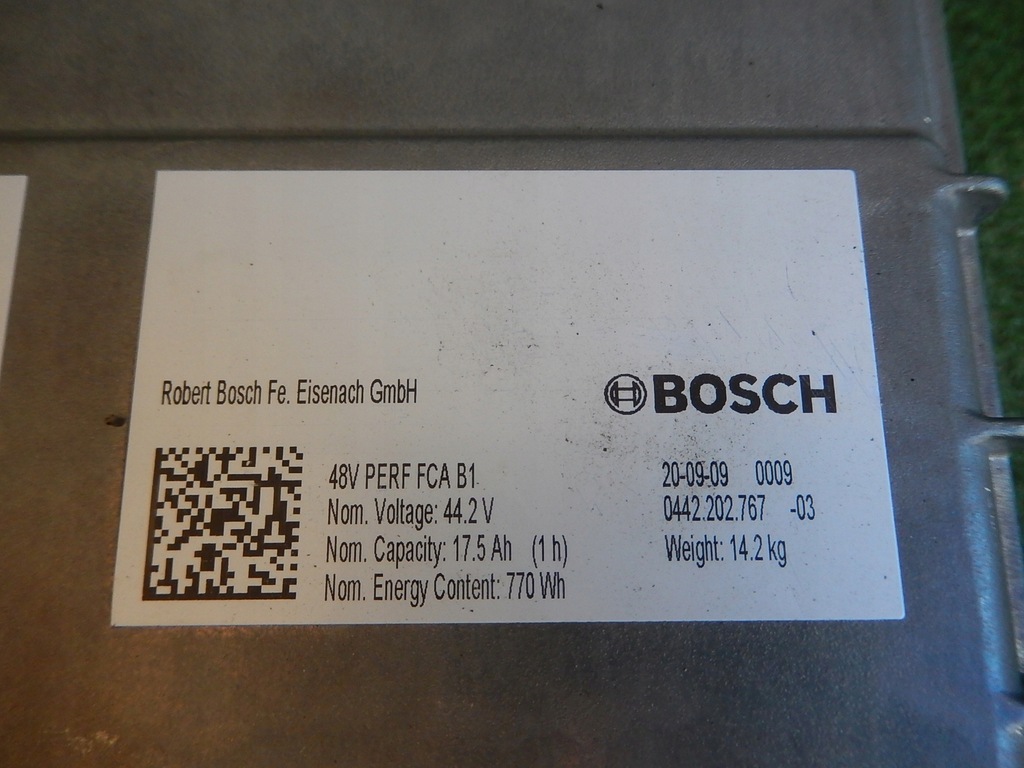 Robert Bosch Fe. Eisenach GmbH
BOSCH
48V PERF FCA B1
20-09-09 0009
Nom. Voltage: 44.2 V
0442.202.767 -03
Nom. Capacity: 17.5 Ah (1 h)
Weight: 14.2 kg
Nom. Energy Content: 770 Wh